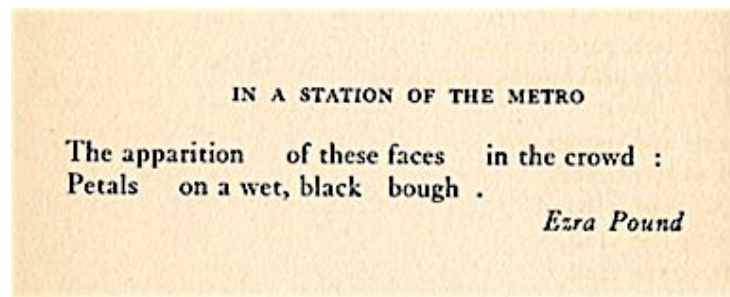 IN A STATION OF THE METRO
The apparition of these faces in the crowd :
Petals on a wet, black bough .
Ezra Pound